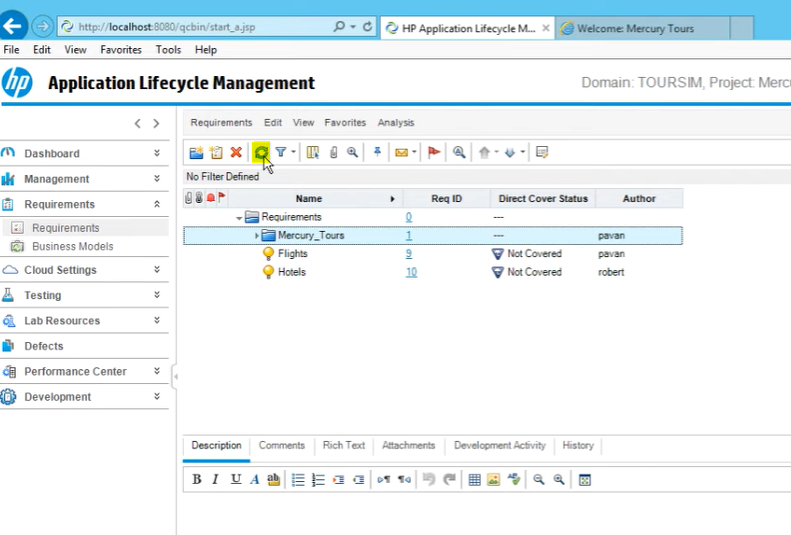 http://localhost:8080/qcbin/start_a.jsp
HP Application Lifecycle M...
Welcome: Mercury Tours
File Edit View Favorites Tools Help
hp Application Lifecycle Management
Domain: TOURSIM, Project: Merc
Requirements Edit View Favorites Analysis
Dashboard
Management
Requirements
Requirements
Business Models
Cloud Settings
Testing
Lab Resources
Defects
Performance Center
Development
No Filter Defined
Name Req ID Direct Cover Status Author
Requirements 0 ---
Mercury_Tours 1 --- pavan
Flights 9 Not Covered pavan
Hotels 10 Not Covered robert
Description Comments Rich Text Attachments Development Activity History
B I U A ab